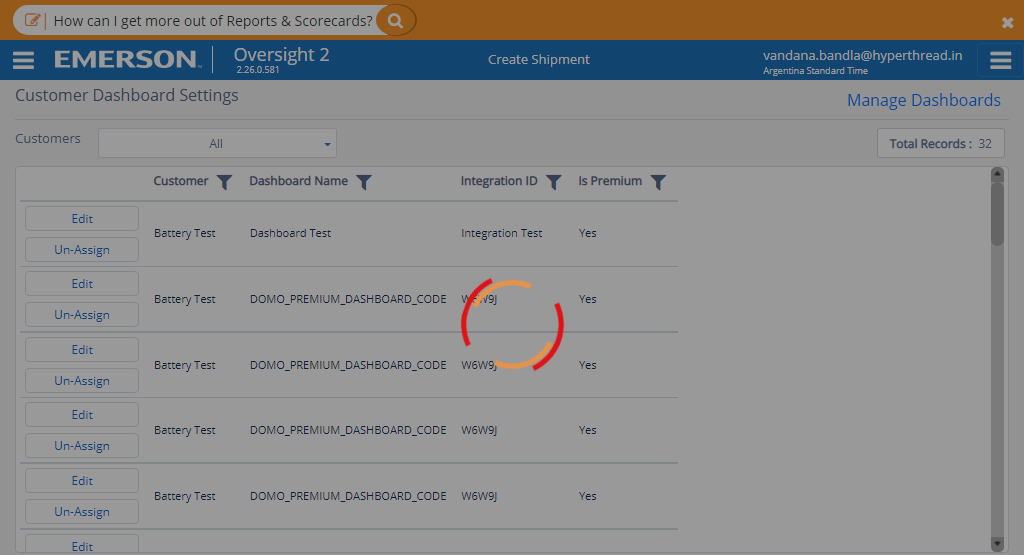 How can I get more out of Reports & Scorecards?
EMERSON™
Oversight 2
2.26.0.581
Create Shipment
vandana.bandla@hyperthread.in
Argentina Standard Time
Customer Dashboard Settings
Manage Dashboards
Customers
All
Total Records : 32
Customer Dashboard Name Integration ID Is Premium
Edit
Un-Assign
Battery Test Dashboard Test Integration Test Yes
Edit
Un-Assign
Battery Test DOMO_PREMIUM_DASHBOARD_CODE W6W9J Yes
Edit
Un-Assign
Battery Test DOMO_PREMIUM_DASHBOARD_CODE W6W9J Yes
Edit
Un-Assign
Battery Test DOMO_PREMIUM_DASHBOARD_CODE W6W9J Yes
Edit
Un-Assign
Battery Test DOMO_PREMIUM_DASHBOARD_CODE W6W9J Yes
Edit